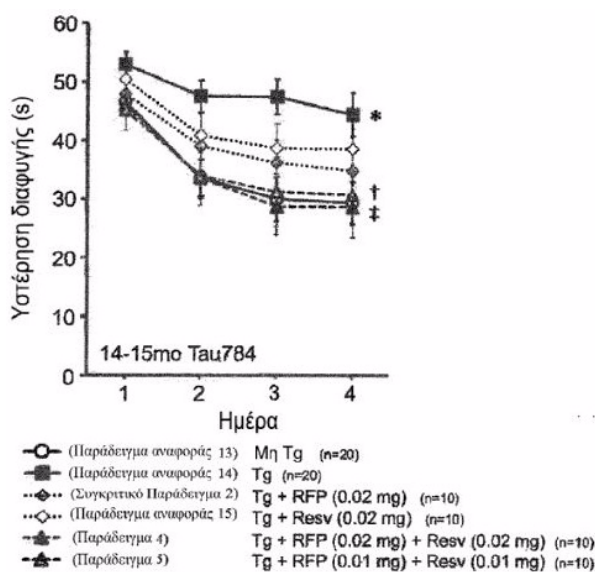 60
50
40
30
20
10
0
Υστέρηση διαφυγής (s)
*
†
‡
14-15mo Tau784
1 2 3 4
Ημέρα
(Παράδειγμα αναφοράς 13) Μη Tg (n=20)
(Παράδειγμα αναφοράς 14) Tg (n=20)
(Συγκριτικό Παράδειγμα 2) Tg + RFP (0.02 mg) (n=10)
(Παράδειγμα αναφοράς 15) Tg + Resv (0.02 mg) (n=10)
(Παράδειγμα 4) Tg + RFP (0.02 mg) + Resv (0.02 mg) (n=10)
(Παράδειγμα 5) Tg + RFP (0.01 mg) + Resv (0.01 mg) (n=10)